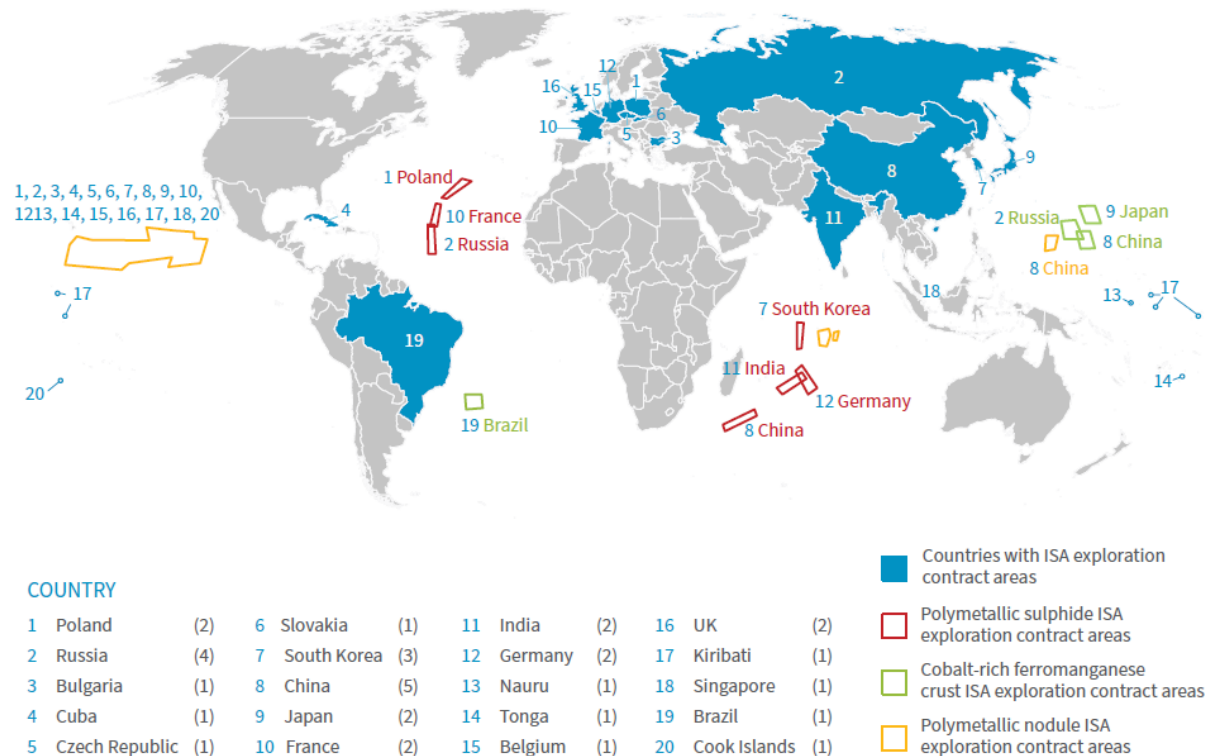 12
1
2
16
15
10
6
5
3
9
7
8
11
1 Poland
10 France
2 Russia
1, 2, 3, 4, 5, 6, 7, 8, 9, 10,
1213, 14, 15, 16, 17, 18, 20
4
2 Russia
9 Japan
8 China
8 China
17
18
13
17
7 South Korea
19
11 India
20
14
12 Germany
19 Brazil
8 China
COUNTRY
1 Poland (2)
2 Russia (4)
3 Bulgaria (1)
4 Cuba (1)
5 Czech Republic (1)
6 Slovakia (1)
7 South Korea (3)
8 China (5)
9 Japan (2)
10 France (2)
11 India (2)
12 Germany (2)
13 Nauru (1)
14 Tonga (1)
15 Belgium (1)
16 UK (2)
17 Kiribati (1)
18 Singapore (1)
19 Brazil (1)
20 Cook Islands (1)
Countries with ISA exploration
contract areas
Polymetallic sulphide ISA
exploration contract areas
Cobalt-rich ferromanganese
crust ISA exploration contract areas
Polymetallic nodule ISA
exploration contract areas